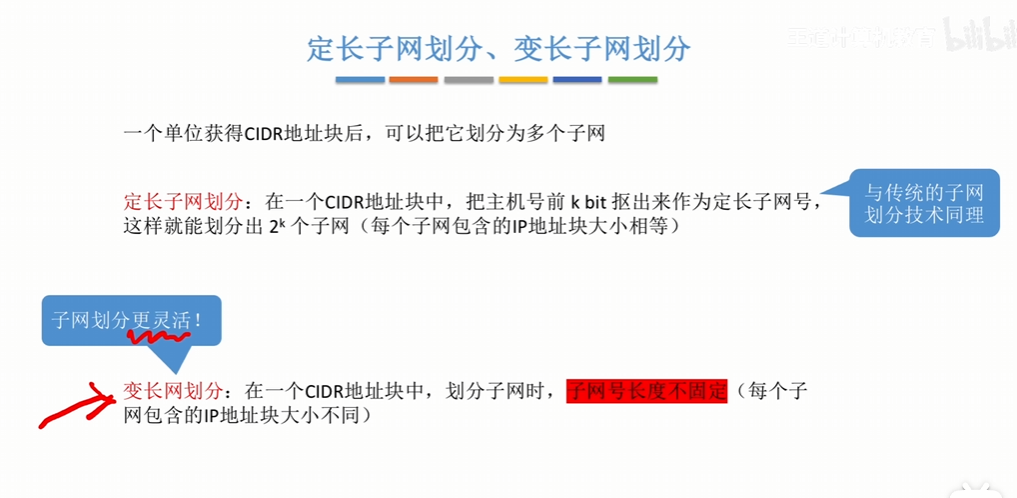 定长子网划分、变长子网划分
一个单位获得CIDR地址块后，可以把它划分为多个子网
定长子网划分：在一个CIDR地址块中，把主机号前 k bit 抠出来作为定长子网号，
这样就能划分出 2ᵏ 个子网（每个子网包含的IP地址块大小相等）
与传统的子网
划分技术同理
子网划分更灵活！
变长网划分：在一个CIDR地址块中，划分子网时，子网号长度不固定（每个子
网包含的IP地址块大小不同）
bilibili